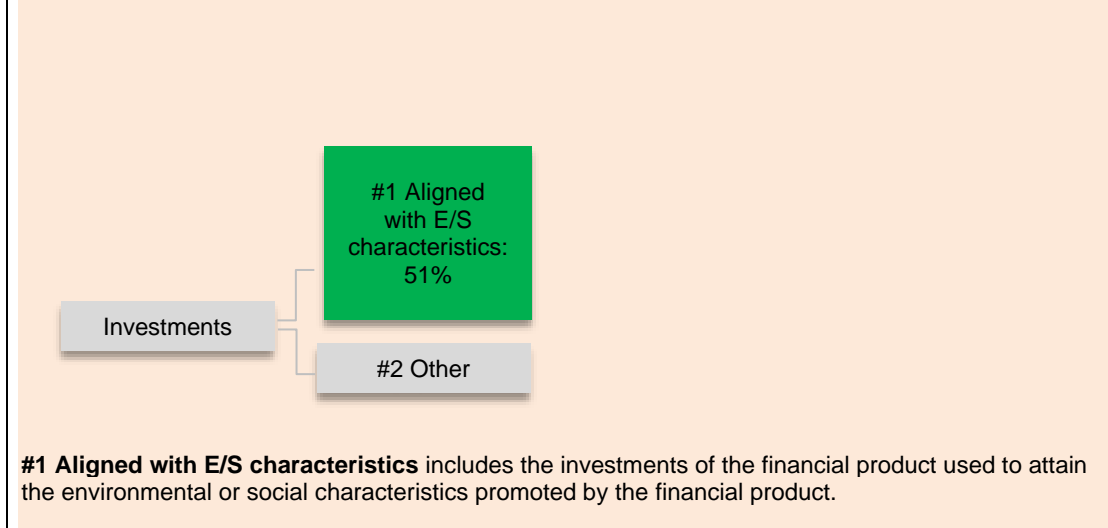 #1 Aligned
with E/S
characteristics:
51%
Investments
#2 Other
#1 Aligned with E/S characteristics includes the investments of the financial product used to attain
the environmental or social characteristics promoted by the financial product.